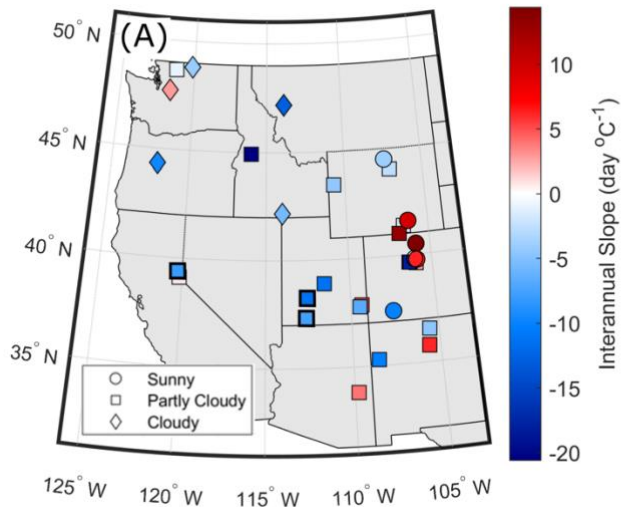 (A)
50° N
45° N
40° N
35° N
125° W
120° W
115° W
110° W
105° W
Sunny
Partly Cloudy
Cloudy
10
5
0
-5
-10
-15
-20
Interannual Slope (day °C⁻¹)